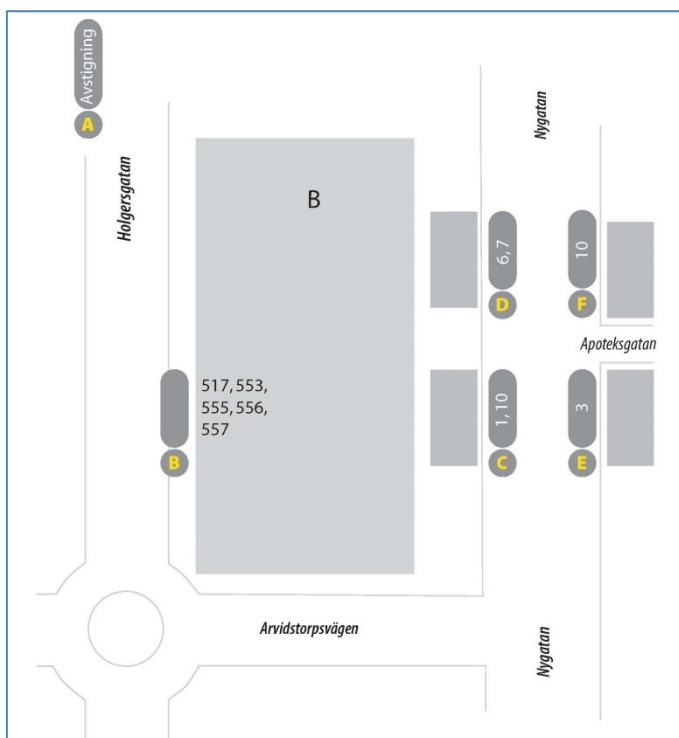 Avstigning
A
Holgersgatan
Nygatan
B
6, 7
D
10
F
Apoteksgatan
517, 553,
555, 556,
557
B
1, 10
C
3
E
Arvidstorpsvägen
Nygatan